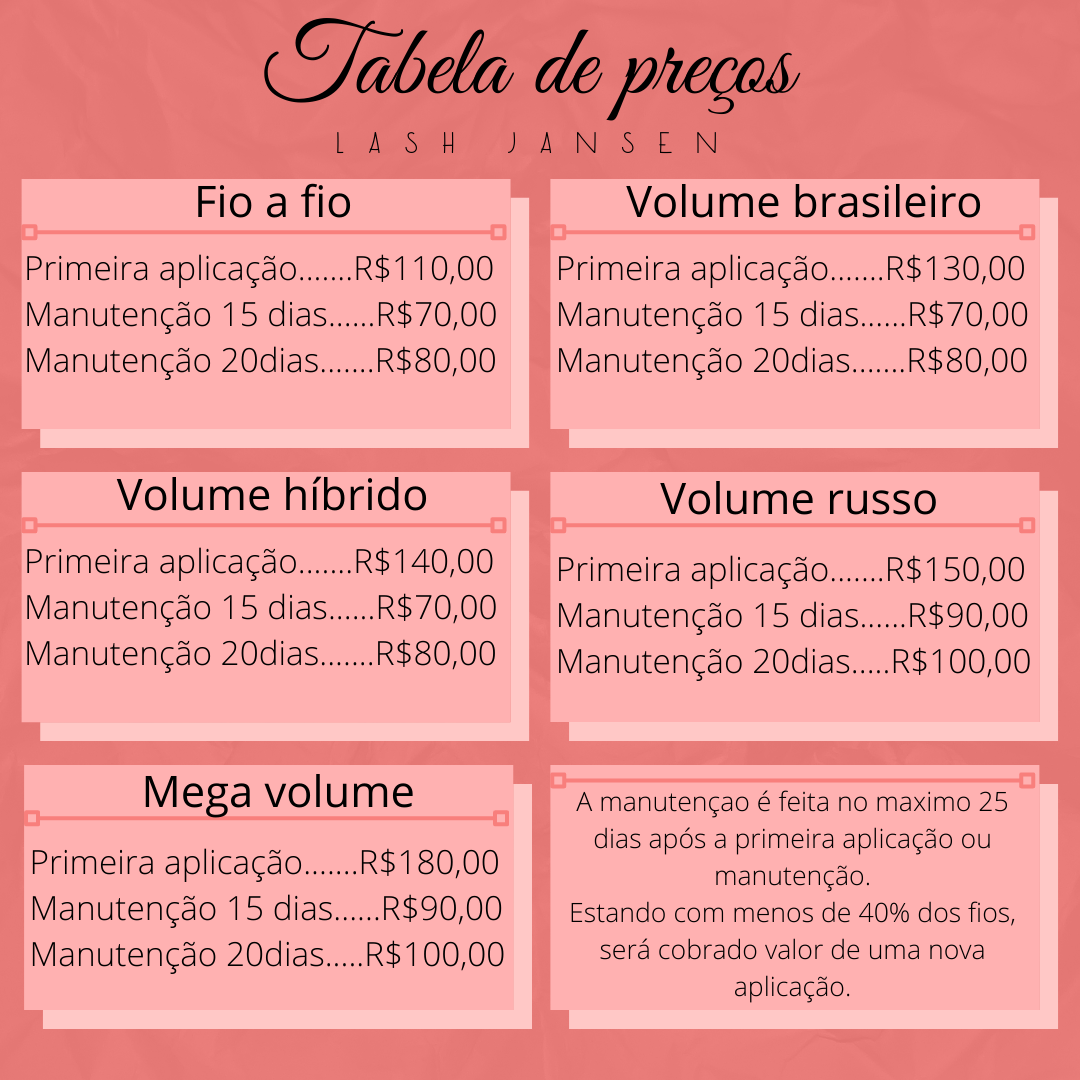 Tabela de preços
LASH JANSEN
Fio a fio
Primeira aplicação.......R$110,00
Manutenção 15 dias......R$70,00
Manutenção 20dias.......R$80,00
Volume brasileiro
Primeira aplicação.......R$130,00
Manutenção 15 dias......R$70,00
Manutenção 20dias.......R$80,00
Volume híbrido
Primeira aplicação.......R$140,00
Manutenção 15 dias......R$70,00
Manutenção 20dias.......R$80,00
Volume russo
Primeira aplicação.......R$150,00
Manutenção 15 dias......R$90,00
Manutenção 20dias.....R$100,00
Mega volume
Primeira aplicação.......R$180,00
Manutenção 15 dias......R$90,00
Manutenção 20dias.....R$100,00
A manutençao é feita no maximo 25
dias após a primeira aplicação ou
manutenção.
Estando com menos de 40% dos fios,
será cobrado valor de uma nova
aplicação.